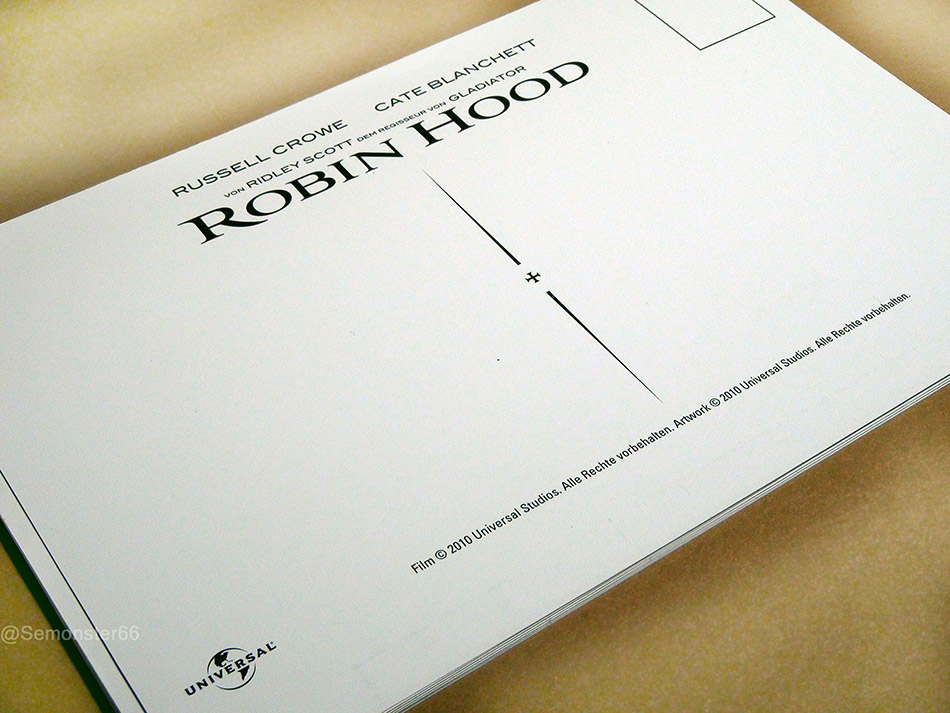 RUSSELL CROWE CATE BLANCHETT
VON RIDLEY SCOTT DEM REGISSEUR VON GLADIATOR
ROBIN HOOD
Film © 2010 Universal Studios. Alle Rechte vorbehalten. Artwork © 2010 Universal Studios. Alle Rechte vorbehalten.
@Semonster66
UNIVERSAL